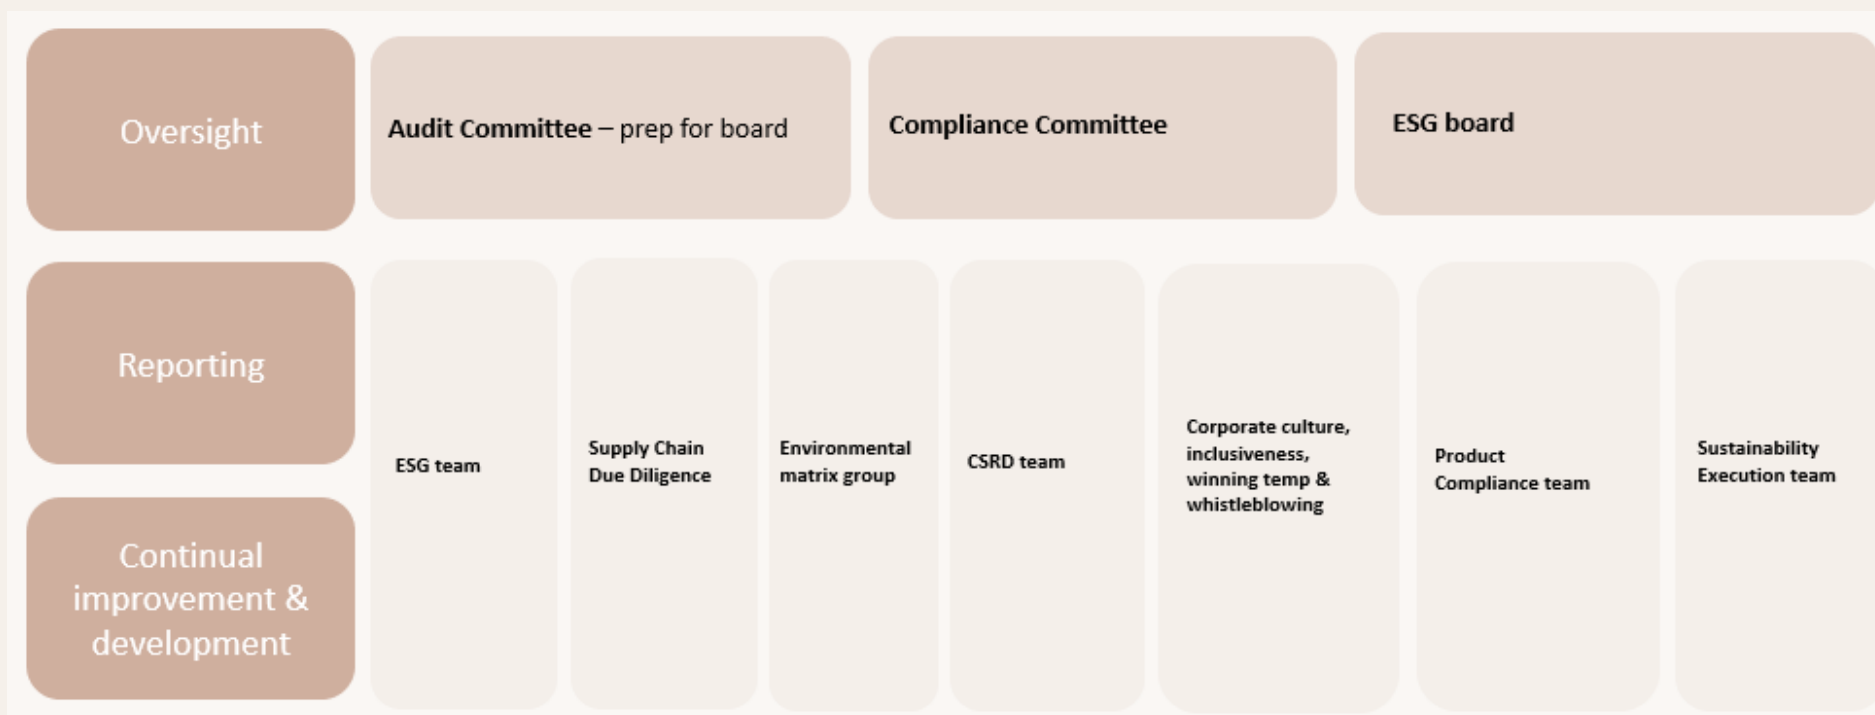 Oversight
Audit Committee – prep for board
Compliance Committee
ESG board
Reporting
Continual
improvement &
development
ESG team
Supply Chain
Due Diligence
Environmental
matrix group
CSRD team
Corporate culture,
inclusiveness,
winning temp &
whistleblowing
Product
Compliance team
Sustainability
Execution team